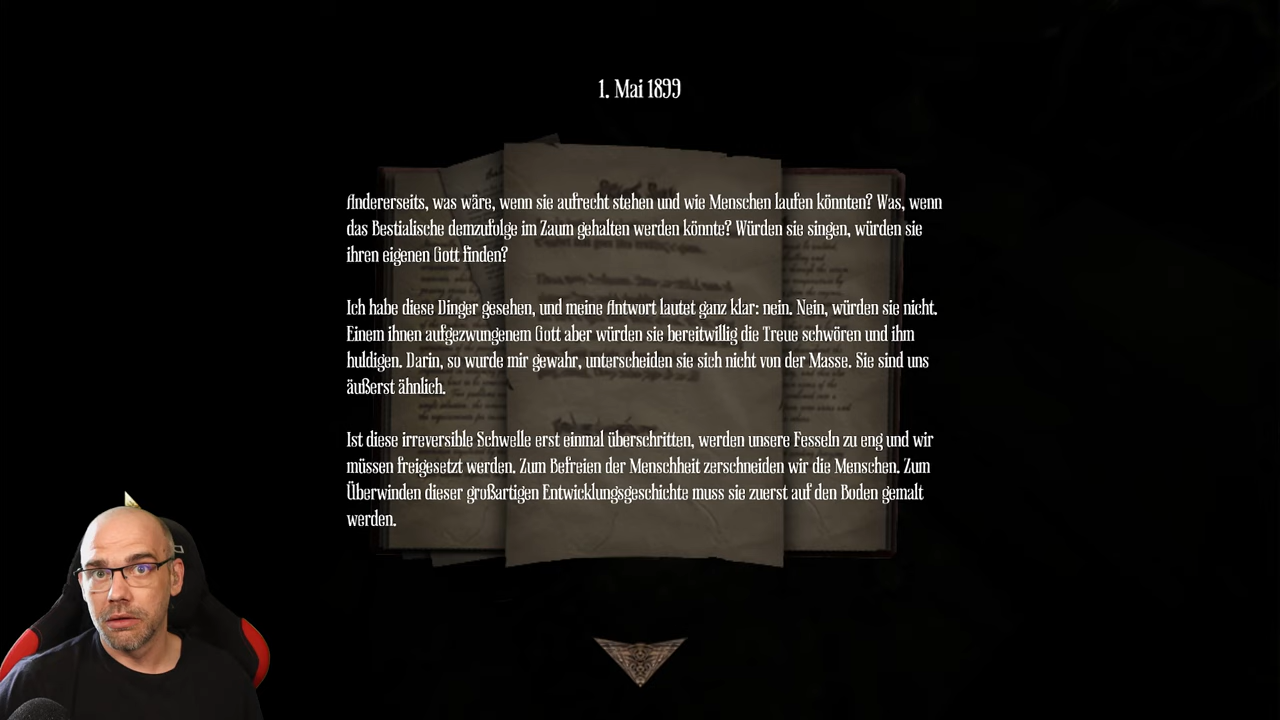 1. Mai 1899
Andererseits, was wäre, wenn sie aufrecht stehen und wie Menschen laufen könnten? Was, wenn
das Bestialische demzufolge im Zaum gehalten werden könnte? Würden sie singen, würden sie
ihren eigenen Gott finden?
Ich habe diese Dinger gesehen, und meine Antwort lautet ganz klar: nein. Nein, würden sie nicht.
Einem ihnen aufgezwungenem Gott aber würden sie bereitwillig die Treue schwören und ihm
huldigen. Darin, so wurde mir gewahr, unterscheiden sie sich nicht von der Masse. Sie sind uns
äußerst ähnlich.
Ist diese irreversible Schwelle erst einmal überschritten, werden unsere Fesseln zu eng und wir
müssen freigesetzt werden. Zum Befreien der Menschheit zerschneiden wir die Menschen. Zum
Überwinden dieser großartigen Entwicklungsgeschichte muss sie zuerst auf den Boden gemalt
werden.